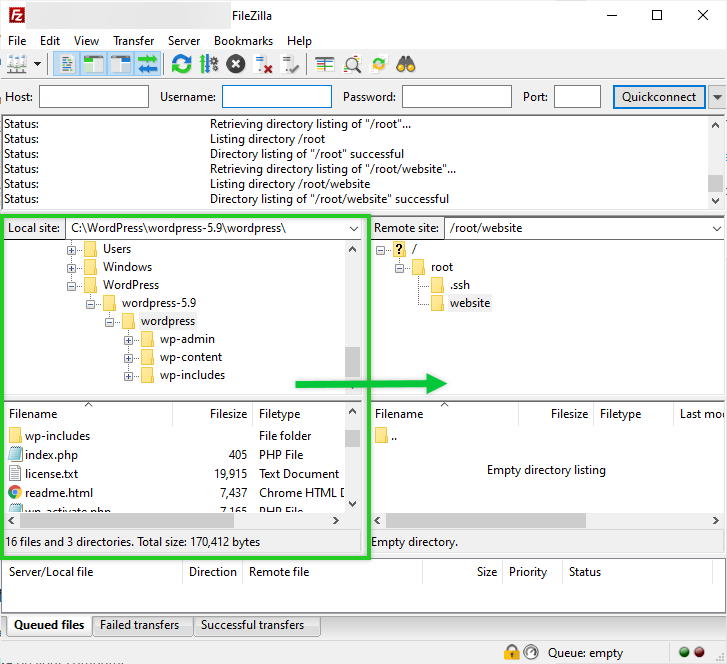 FileZilla
File Edit View Transfer Server Bookmarks Help
Host: Username: Password: Port: Quickconnect
Status: Retrieving directory listing of "/root"...
Status: Listing directory /root
Status: Directory listing of "/root" successful
Status: Retrieving directory listing of "/root/website"...
Status: Listing directory /root/website
Status: Directory listing of "/root/website" successful
Local site: C:\WordPress\wordpress-5.9\wordpress\
Users
Windows
WordPress
wordpress-5.9
wordpress
wp-admin
wp-content
wp-includes
Remote site: /root/website
? /
root
.ssh
website
Filename Filesize Filetype
wp-includes File folder
index.php 405 PHP File
license.txt 19,915 Text Document
readme.html 7,437 Chrome HTML D
wp-activate.php 7,165 PHP File
16 files and 3 directories. Total size: 170,412 bytes
Filename Filesize Filetype Last mo
..
Empty directory listing
Empty directory.
Server/Local file Direction Remote file Size Priority Status
Queued files Failed transfers Successful transfers
Queue: empty